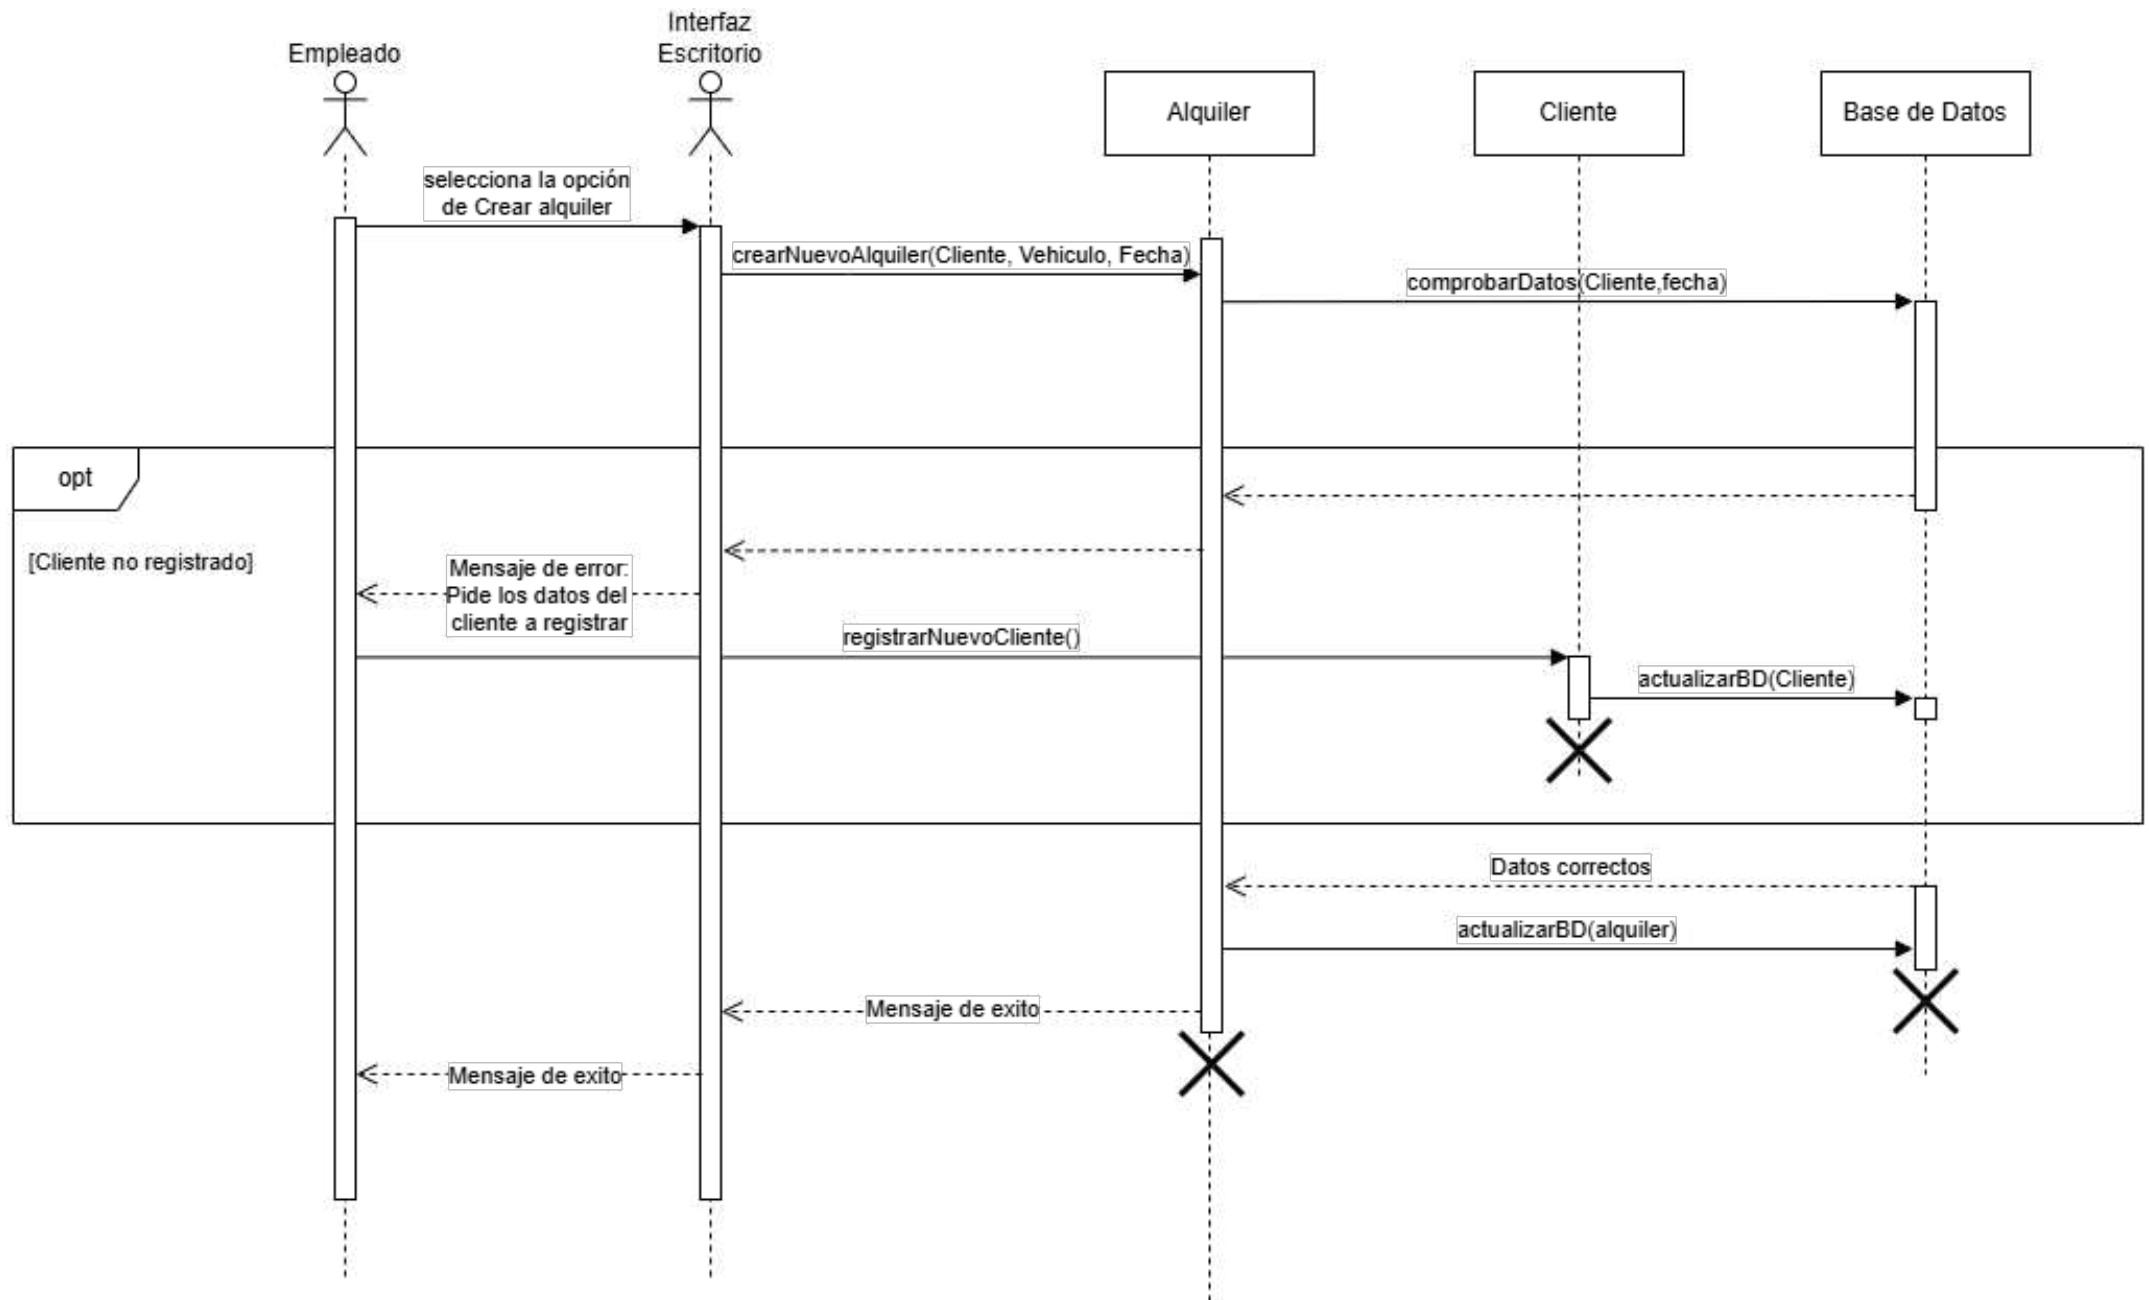 Empleado
Interfaz
Escritorio
Alquiler
Cliente
Base de Datos
selecciona la opción
de Crear alquiler
crearNuevoAlquiler(Cliente, Vehiculo, Fecha)
comprobarDatos(Cliente,fecha)
opt
[Cliente no registrado]
Mensaje de error:
Pide los datos del
cliente a registrar
registrarNuevoCliente()
actualizarBD(Cliente)
Datos correctos
actualizarBD(alquiler)
Mensaje de exito
Mensaje de exito